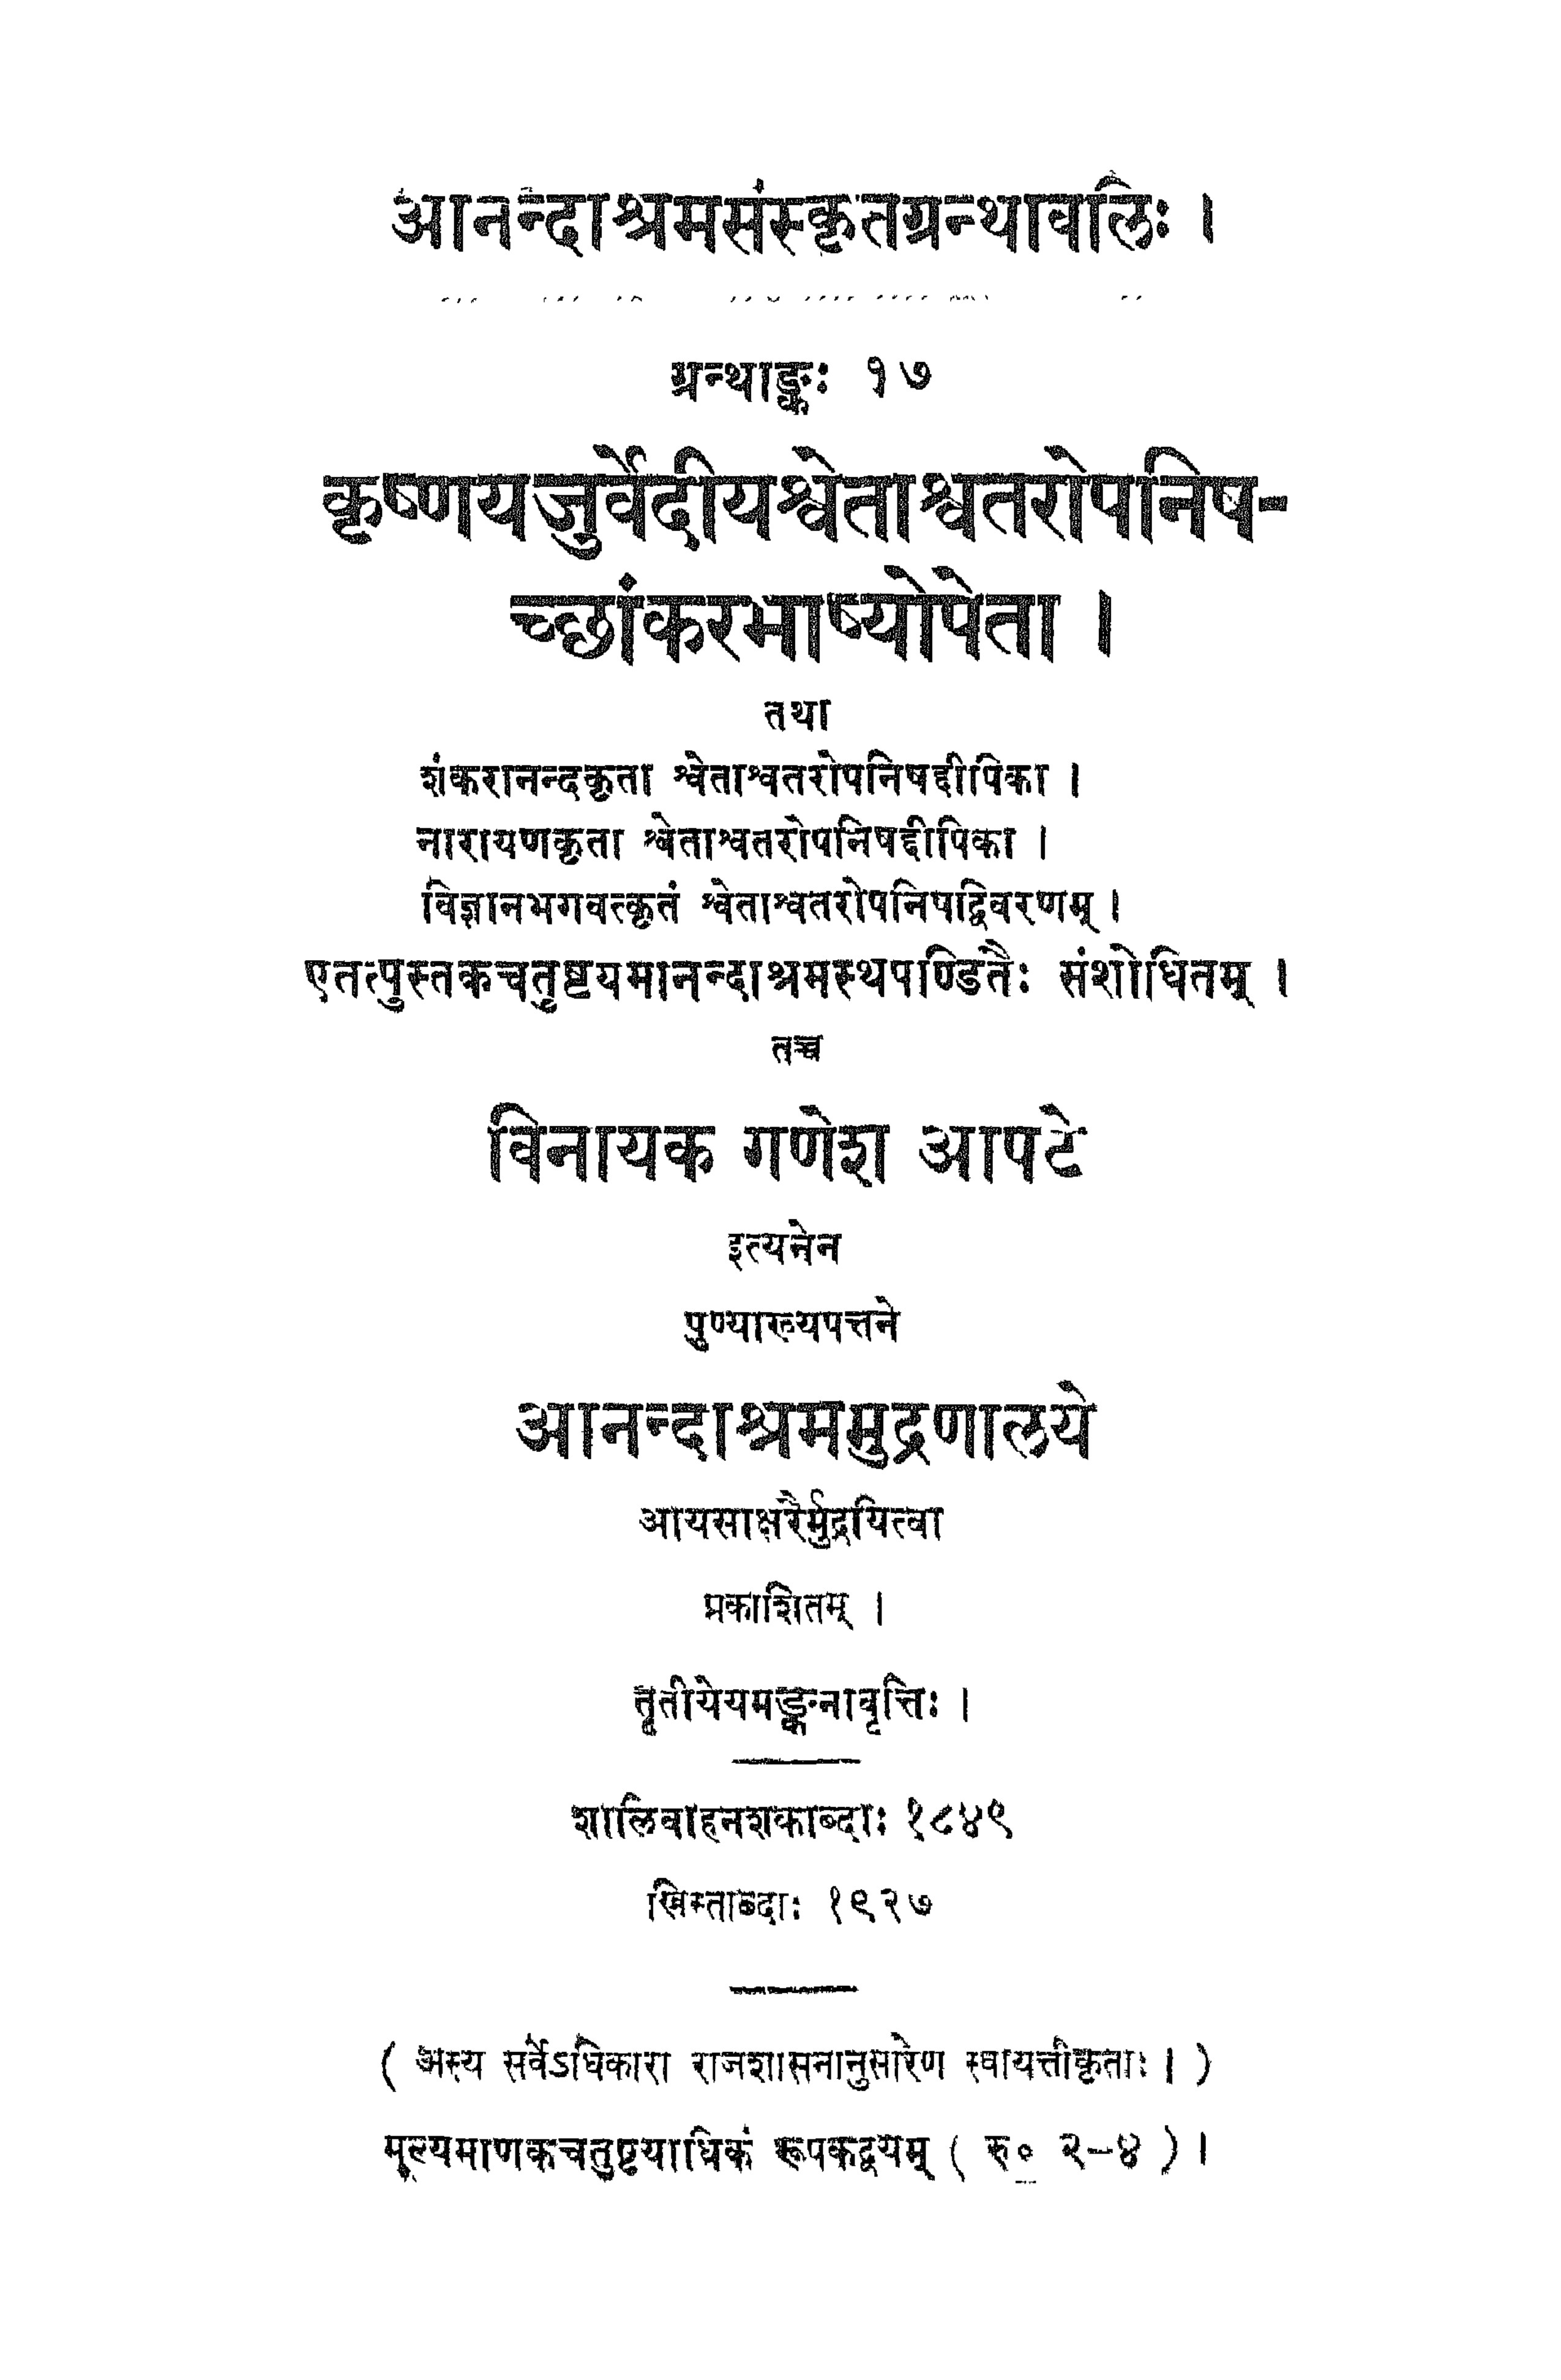 आनन्दाश्रमसंस्कृतग्रन्थावलिः ।
ग्रन्थाङ्कः १७
कृष्णयजुर्वेदीयश्वेताश्वतरोपनिष-
च्छांकरभाष्योपेता ।
तथा
शंकरानन्दकृता श्वेताश्वतरोपनिषद्दीपिका ।
नारायणकृता श्वेताश्वतरोपनिषद्दीपिका ।
विज्ञानभगवत्कृतं श्वेताश्वतरोपनिषद्विवरणम् ।
एतत्पुस्तकचतुष्टयमानन्दाश्रमस्थपण्डितैः संशोधितम् ।
तच्च
विनायक गणेश आपटे
इत्यनेन
पुण्याख्यपत्तने
आनन्दाश्रममुद्रणालये
आयसाक्षरैर्मुद्रयित्वा
प्रकाशितम् ।
तृतीयेयमङ्कनावृत्तिः ।
शालिवाहनशकाब्दाः १८४९
ख्रिस्ताब्दाः १९२७
( अस्य सर्वेऽधिकारा राजशासनानुसारेण स्वायत्तीकृताः । )
मूल्यमाणकचतुष्टयाधिकं रूपकद्वयम् ( रु० २-४ ) ।